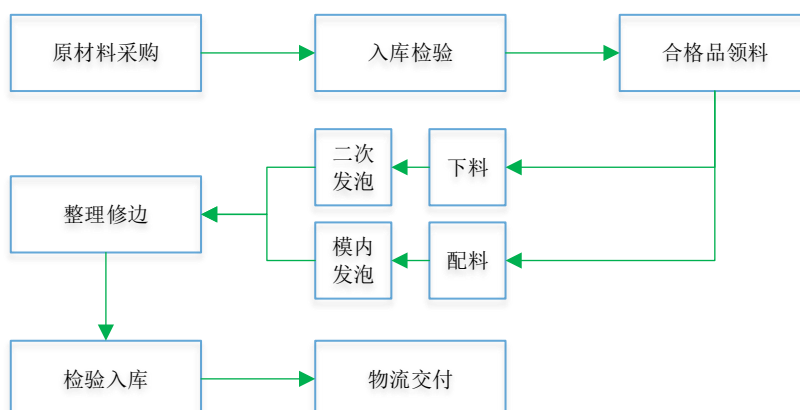 原材料采购
入库检验
合格品领料
二次
发泡
下料
整理修边
模内
发泡
配料
检验入库
物流交付